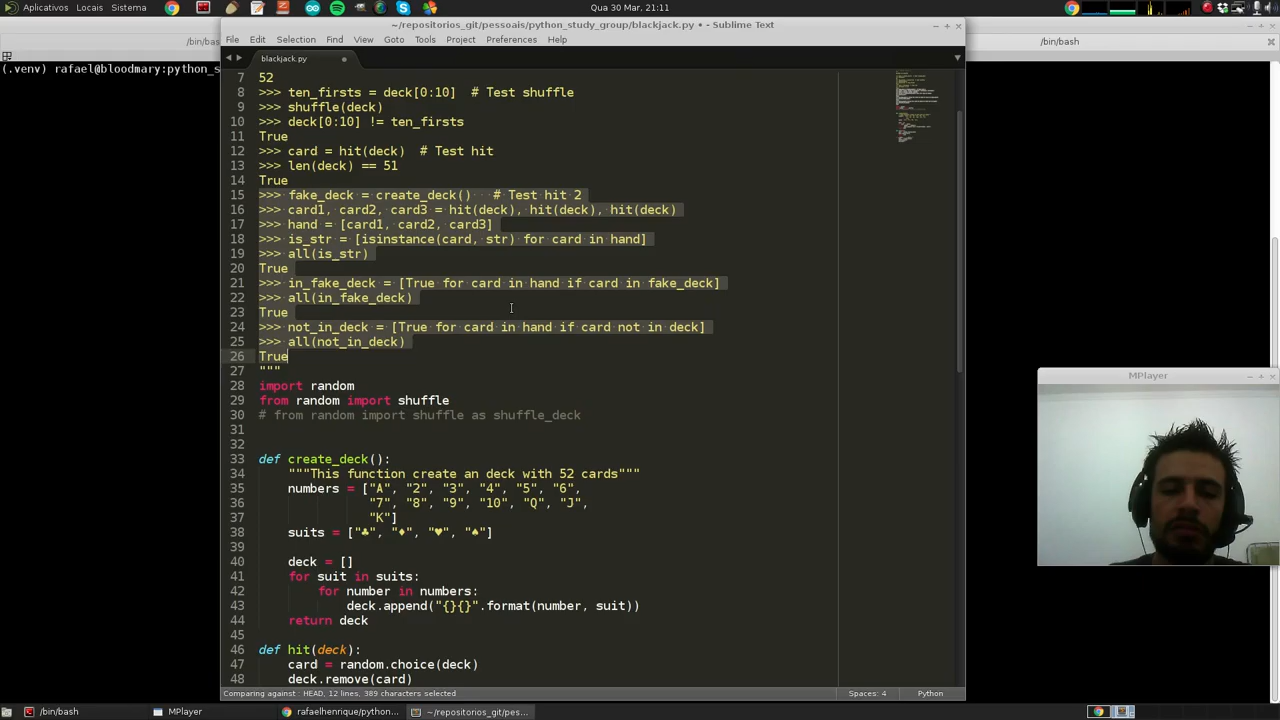 Aplicativos Locais Sistema
Qua 30 Mar, 21:11
~/repositorios_git/pessoais/python_study_group/blackjack.py • - Sublime Text
/bin/bas
/bin/bash
File Edit Selection Find View Goto Tools Project Preferences Help
blackjack.py
(.venv) rafael@bloodmary:python_s
7 52
8 >>> ten_firsts = deck[0:10]  # Test shuffle
9 >>> shuffle(deck)
10 >>> deck[0:10] != ten_firsts
11 True
12 >>> card = hit(deck)  # Test hit
13 >>> len(deck) == 51
14 True
15 >>> fake_deck = create_deck()   # Test hit 2
16 >>> card1, card2, card3 = hit(deck), hit(deck), hit(deck)
17 >>> hand = [card1, card2, card3]
18 >>> is_str = [isinstance(card, str) for card in hand]
19 >>> all(is_str)
20 True
21 >>> in_fake_deck = [True for card in hand if card in fake_deck]
22 >>> all(in_fake_deck)
23 True
24 >>> not_in_deck = [True for card in hand if card not in deck]
25 >>> all(not_in_deck)
26 True
27 """
28 import random
29 from random import shuffle
30 # from random import shuffle as shuffle_deck
31
32
33 def create_deck():
34     """This function create an deck with 52 cards"""
35     numbers = ["A", "2", "3", "4", "5", "6",
36                "7", "8", "9", "10", "Q", "J",
37                "K"]
38     suits = ["♣", "♦", "♥", "♠"]
39
40     deck = []
41     for suit in suits:
42         for number in numbers:
43             deck.append("{}{}".format(number, suit))
44     return deck
45
46 def hit(deck):
47     card = random.choice(deck)
48     deck.remove(card)
MPlayer
Comparing against : HEAD, 12 lines, 389 characters selected
Spaces: 4
Python
/bin/bash
MPlayer
rafaelhenrique/python...
~/repositorios_git/pes...